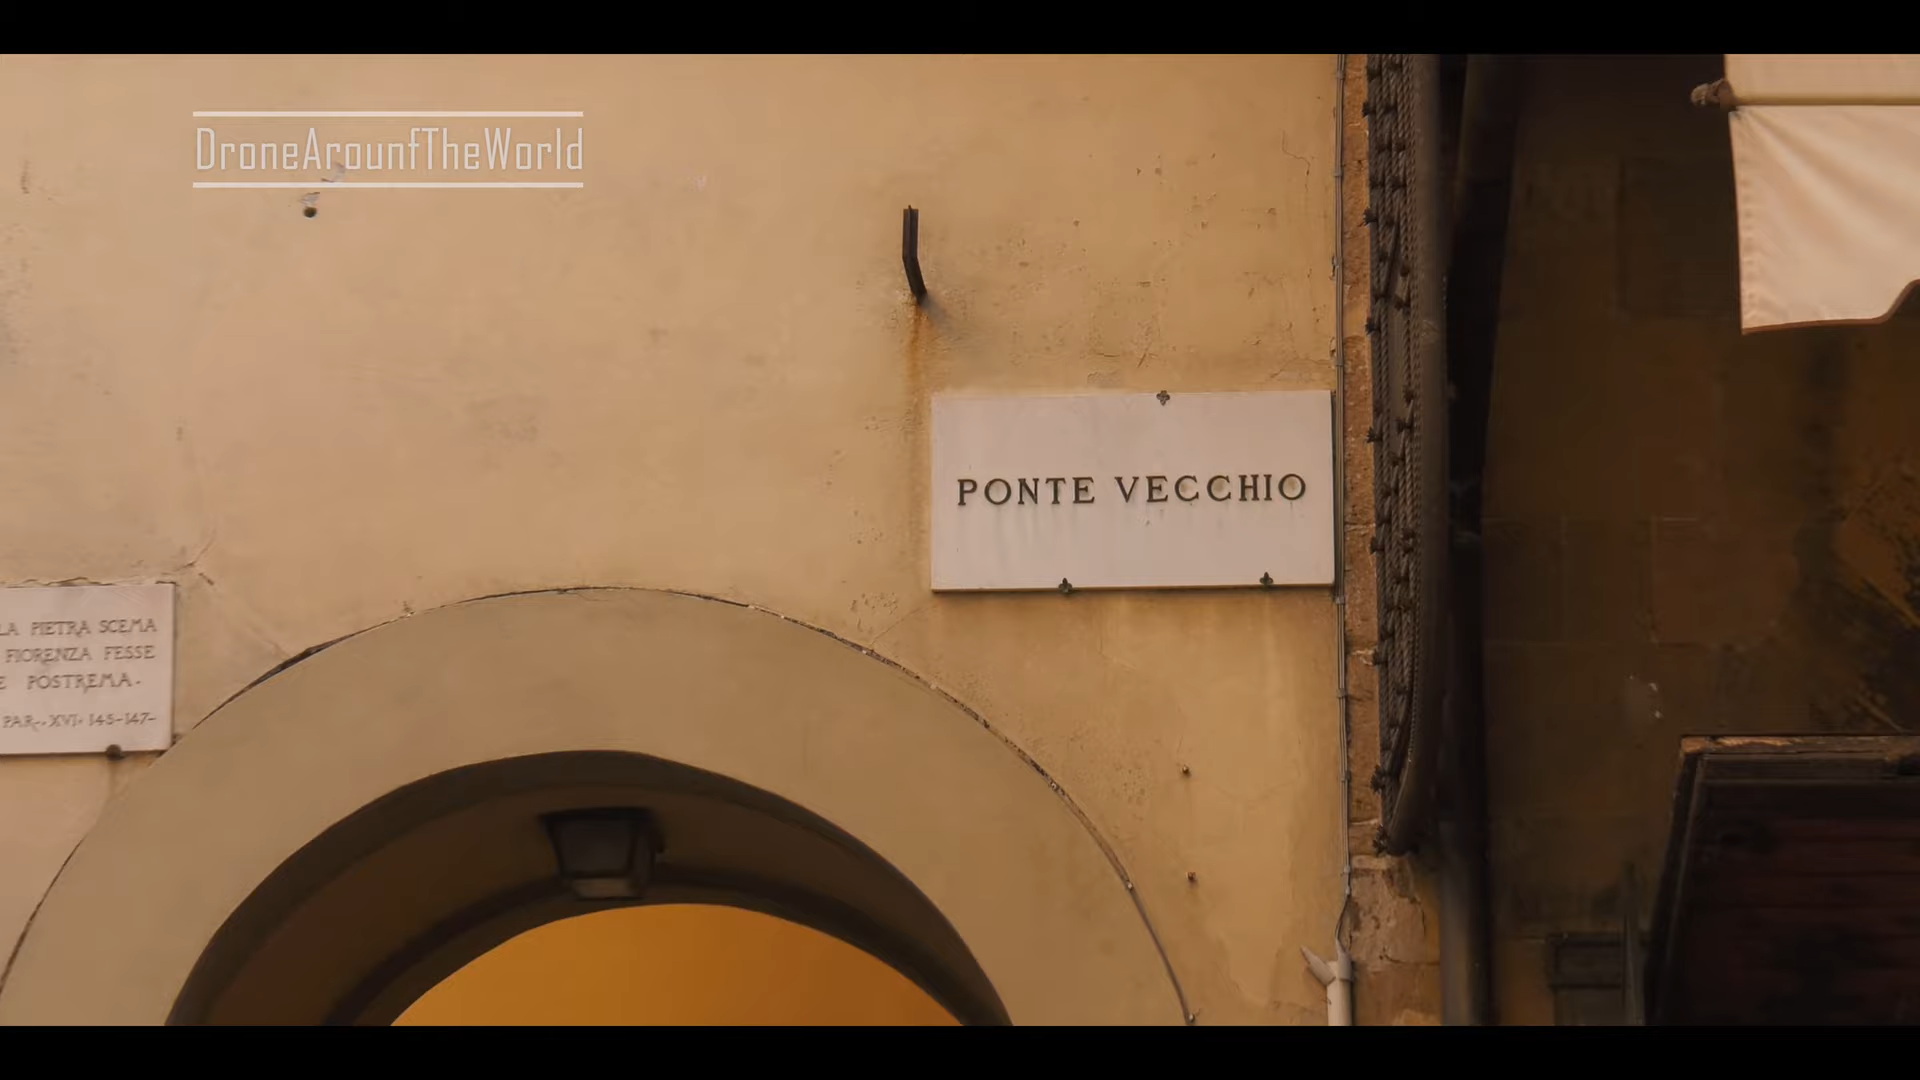 DroneArounfTheWorld
PONTE VECCHIO
LA PIETRA SCEMA
FIORENZA FESSE
E POSTREMA.
PAR. XVI. 145-147-